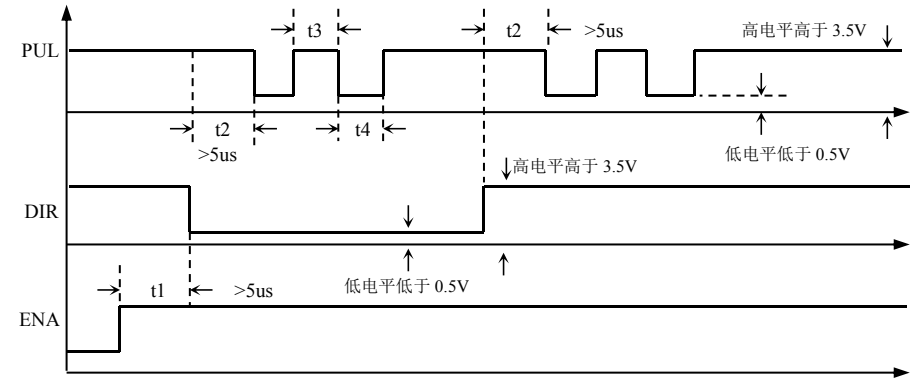 t3
t2
>5us
高电平高于 3.5V
PUL
t2
t4
>5us
低电平低于 0.5V
高电平高于 3.5V
DIR
低电平低于 0.5V
t1
>5us
ENA